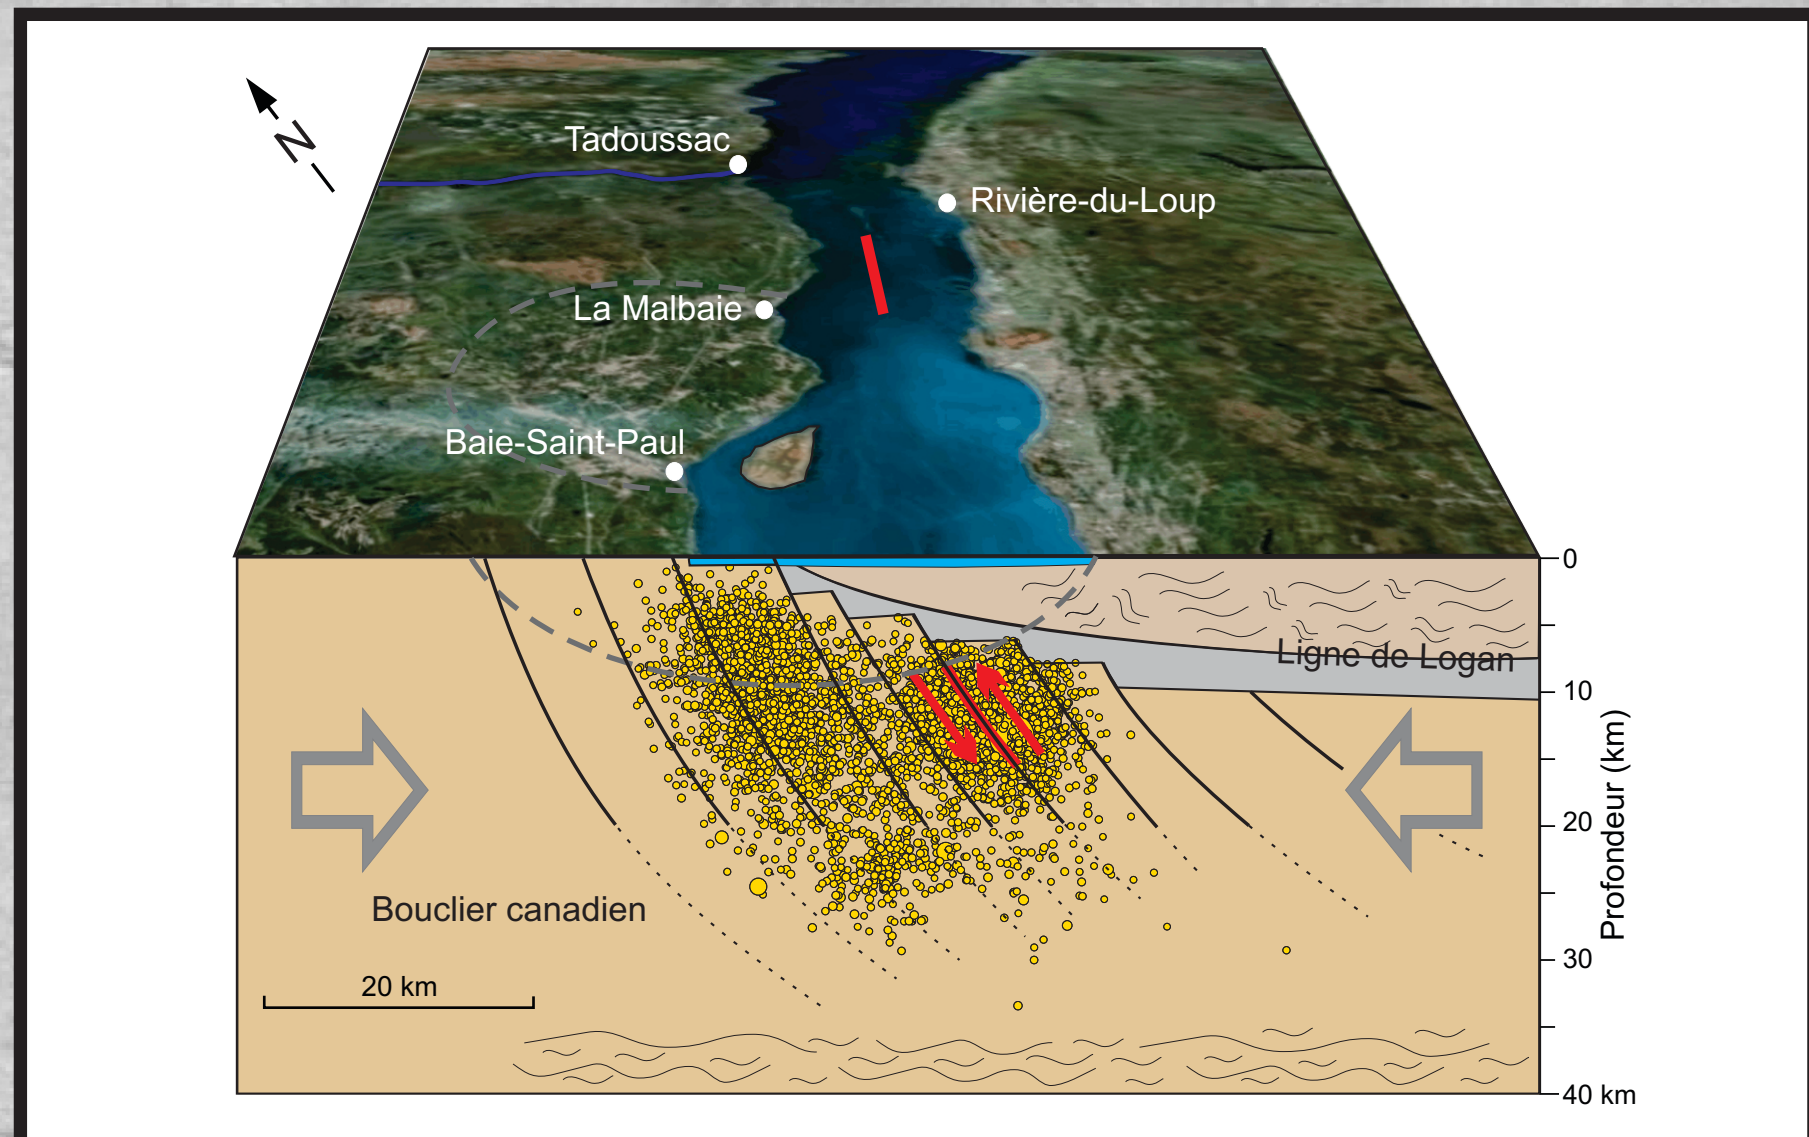 N
Tadoussac
Rivière-du-Loup
La Malbaie
Baie-Saint-Paul
0
Ligne de Logan
10
Profondeur (km)
20
Bouclier canadien
30
20 km
40 km